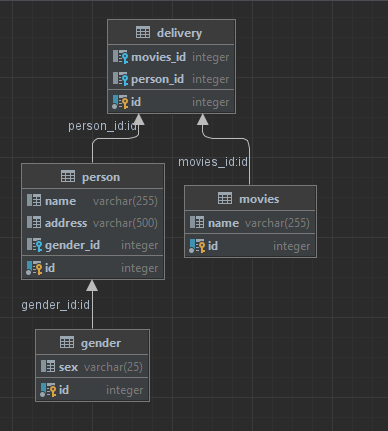 delivery
movies_id integer
person_id integer
id integer
person_id:id
movies_id:id
person
name varchar(255)
address varchar(500)
gender_id integer
id integer
movies
name varchar(255)
id integer
gender_id:id
gender
sex varchar(25)
id integer